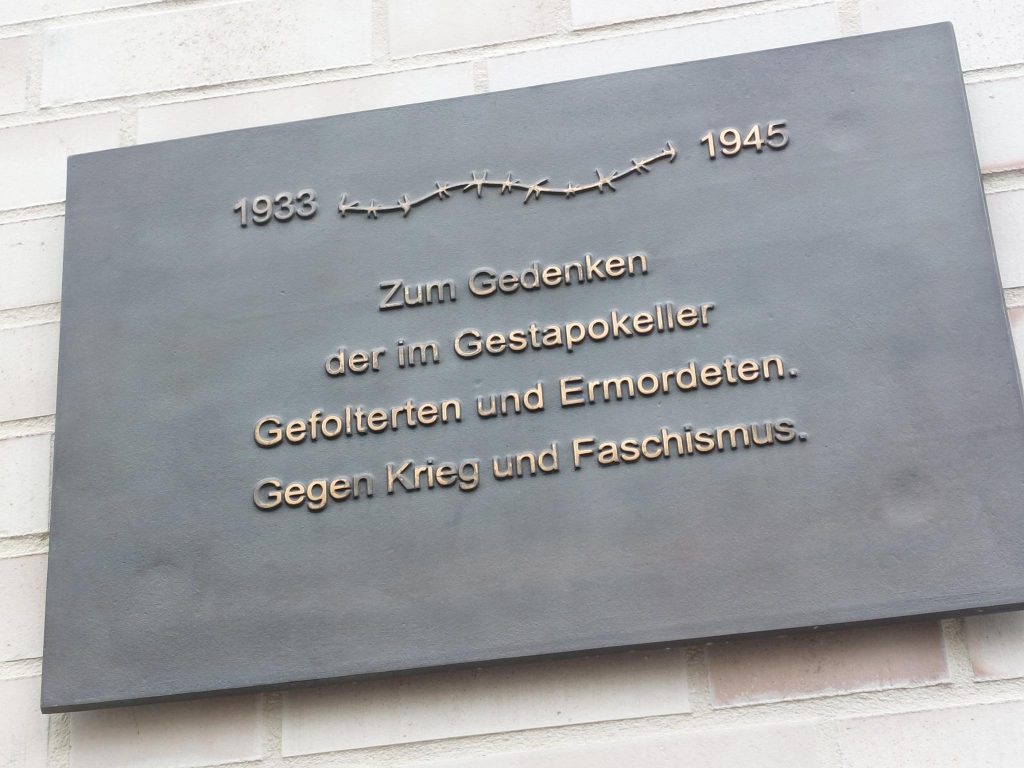 1933 1945
Zum Gedenken
der im Gestapokeller
Gefolterten und Ermordeten.
Gegen Krieg und Faschismus.